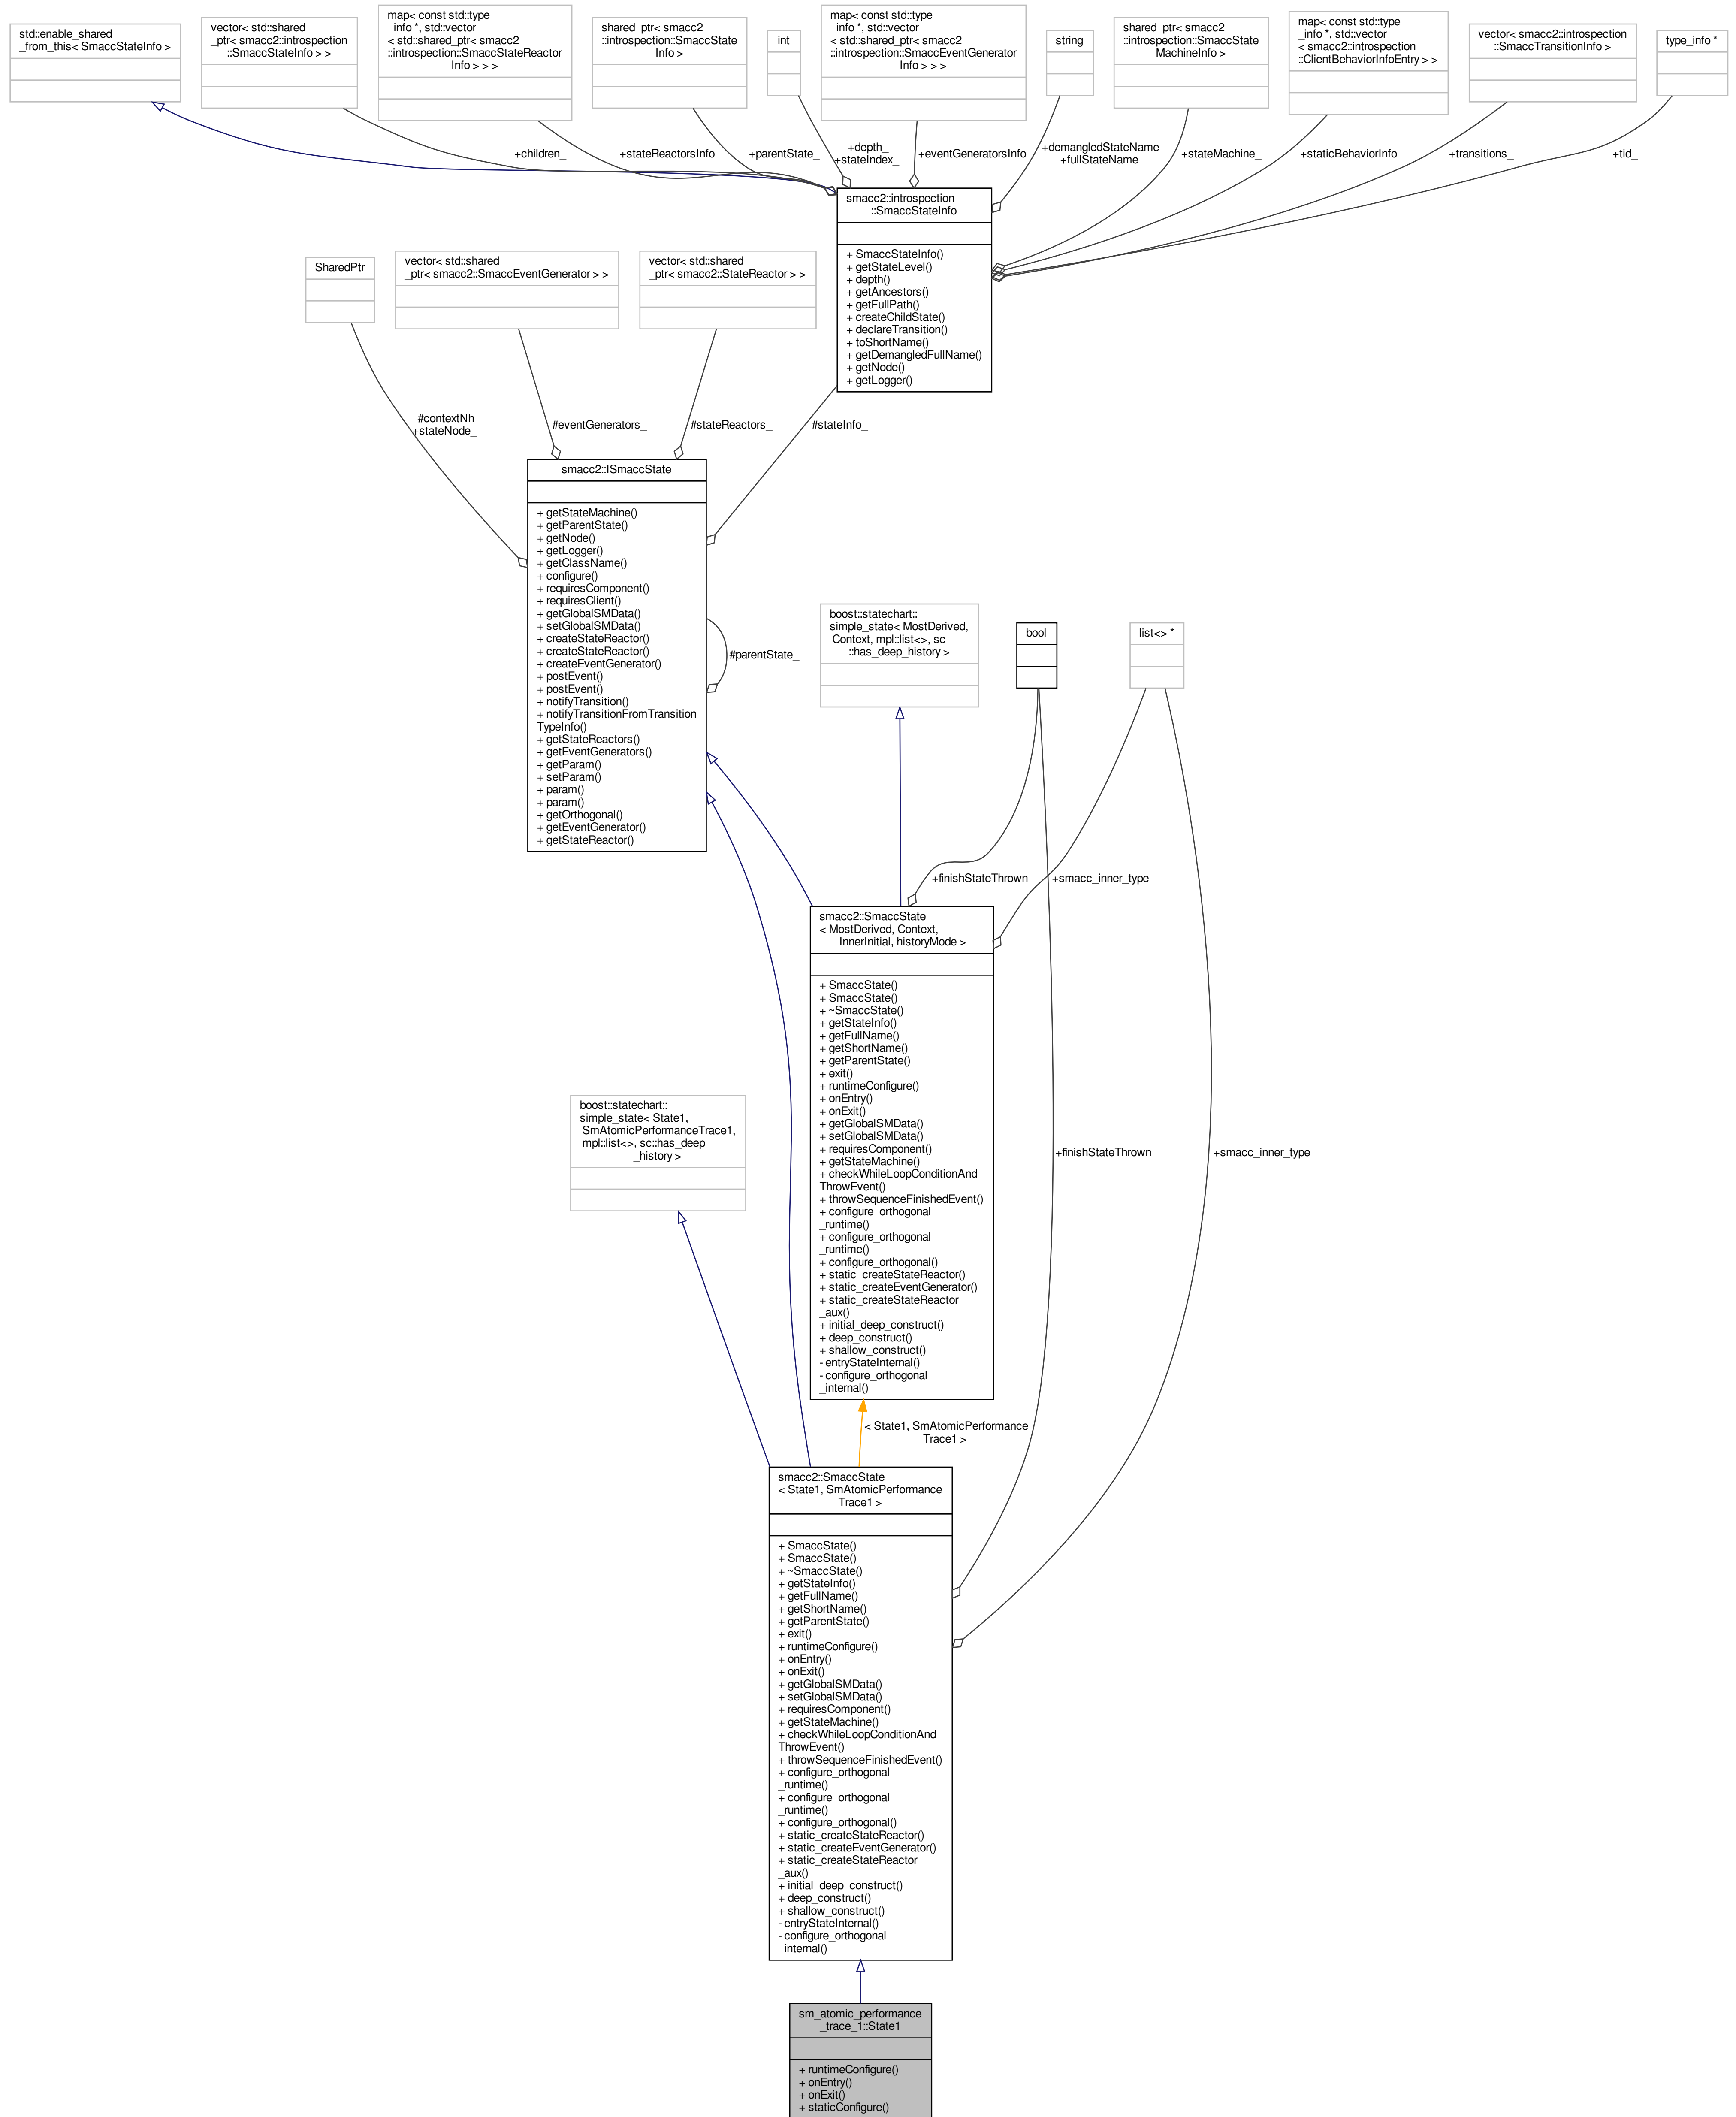 std::enable_shared
_from_this< SmaccStateInfo >
vector< std::shared
_ptr< smacc2::introspection
::SmaccStateInfo > >
map< const std::type
_info *, std::vector
< std::shared_ptr< smacc2
::introspection::SmaccStateReactor
Info > > >
shared_ptr< smacc2
::introspection::SmaccState
Info >
int
map< const std::type
_info *, std::vector
< std::shared_ptr< smacc2
::introspection::SmaccEventGenerator
Info > > >
string
shared_ptr< smacc2
::introspection::SmaccState
MachineInfo >
map< const std::type
_info *, std::vector
< smacc2::introspection
::ClientBehaviorInfoEntry > >
vector< smacc2::introspection
::SmaccTransitionInfo >
type_info *
+children_
+stateReactorsInfo
+parentState_
+depth_
+stateIndex_
+eventGeneratorsInfo
+demangledStateName
+fullStateName
+stateMachine_
+staticBehaviorInfo
+transitions_
+tid_
smacc2::introspection
::SmaccStateInfo
+ SmaccStateInfo()
+ getStateLevel()
+ depth()
+ getAncestors()
+ getFullPath()
+ createChildState()
+ declareTransition()
+ toShortName()
+ getDemangledFullName()
+ getNode()
+ getLogger()
SharedPtr
vector< std::shared
_ptr< smacc2::SmaccEventGenerator > >
vector< std::shared
_ptr< smacc2::StateReactor > >
#contextNh
+stateNode_
#eventGenerators_
#stateReactors_
#stateInfo_
smacc2::ISmaccState
+ getStateMachine()
+ getParentState()
+ getNode()
+ getLogger()
+ getClassName()
+ configure()
+ requiresComponent()
+ requiresClient()
+ getGlobalSMData()
+ setGlobalSMData()
+ createStateReactor()
+ createStateReactor()
+ createEventGenerator()
+ postEvent()
+ postEvent()
+ notifyTransition()
+ notifyTransitionFromTransition
TypeInfo()
+ getStateReactors()
+ getEventGenerators()
+ getParam()
+ setParam()
+ param()
+ param()
+ getOrthogonal()
+ getEventGenerator()
+ getStateReactor()
#parentState_
boost::statechart::
simple_state< MostDerived,
Context, mpl::list<>, sc
::has_deep_history >
bool
list<> *
+finishStateThrown
+smacc_inner_type
smacc2::SmaccState
< MostDerived, Context,
InnerInitial, historyMode >
+ SmaccState()
+ SmaccState()
+ ~SmaccState()
+ getStateInfo()
+ getFullName()
+ getShortName()
+ getParentState()
+ exit()
+ runtimeConfigure()
+ onEntry()
+ onExit()
+ getGlobalSMData()
+ setGlobalSMData()
+ requiresComponent()
+ getStateMachine()
+ checkWhileLoopConditionAnd
ThrowEvent()
+ throwSequenceFinishedEvent()
+ configure_orthogonal
_runtime()
+ configure_orthogonal
_runtime()
+ configure_orthogonal()
+ static_createStateReactor()
+ static_createEventGenerator()
+ static_createStateReactor
_aux()
+ initial_deep_construct()
+ deep_construct()
+ shallow_construct()
- entryStateInternal()
- configure_orthogonal
_internal()
boost::statechart::
simple_state< State1,
SmAtomicPerformanceTrace1,
mpl::list<>, sc::has_deep
_history >
+finishStateThrown
+smacc_inner_type
< State1, SmAtomicPerformance
Trace1 >
smacc2::SmaccState
< State1, SmAtomicPerformance
Trace1 >
+ SmaccState()
+ SmaccState()
+ ~SmaccState()
+ getStateInfo()
+ getFullName()
+ getShortName()
+ getParentState()
+ exit()
+ runtimeConfigure()
+ onEntry()
+ onExit()
+ getGlobalSMData()
+ setGlobalSMData()
+ requiresComponent()
+ getStateMachine()
+ checkWhileLoopConditionAnd
ThrowEvent()
+ throwSequenceFinishedEvent()
+ configure_orthogonal
_runtime()
+ configure_orthogonal
_runtime()
+ configure_orthogonal()
+ static_createStateReactor()
+ static_createEventGenerator()
+ static_createStateReactor
_aux()
+ initial_deep_construct()
+ deep_construct()
+ shallow_construct()
- entryStateInternal()
- configure_orthogonal
_internal()
sm_atomic_performance
_trace_1::State1
+ runtimeConfigure()
+ onEntry()
+ onExit()
+ staticConfigure()